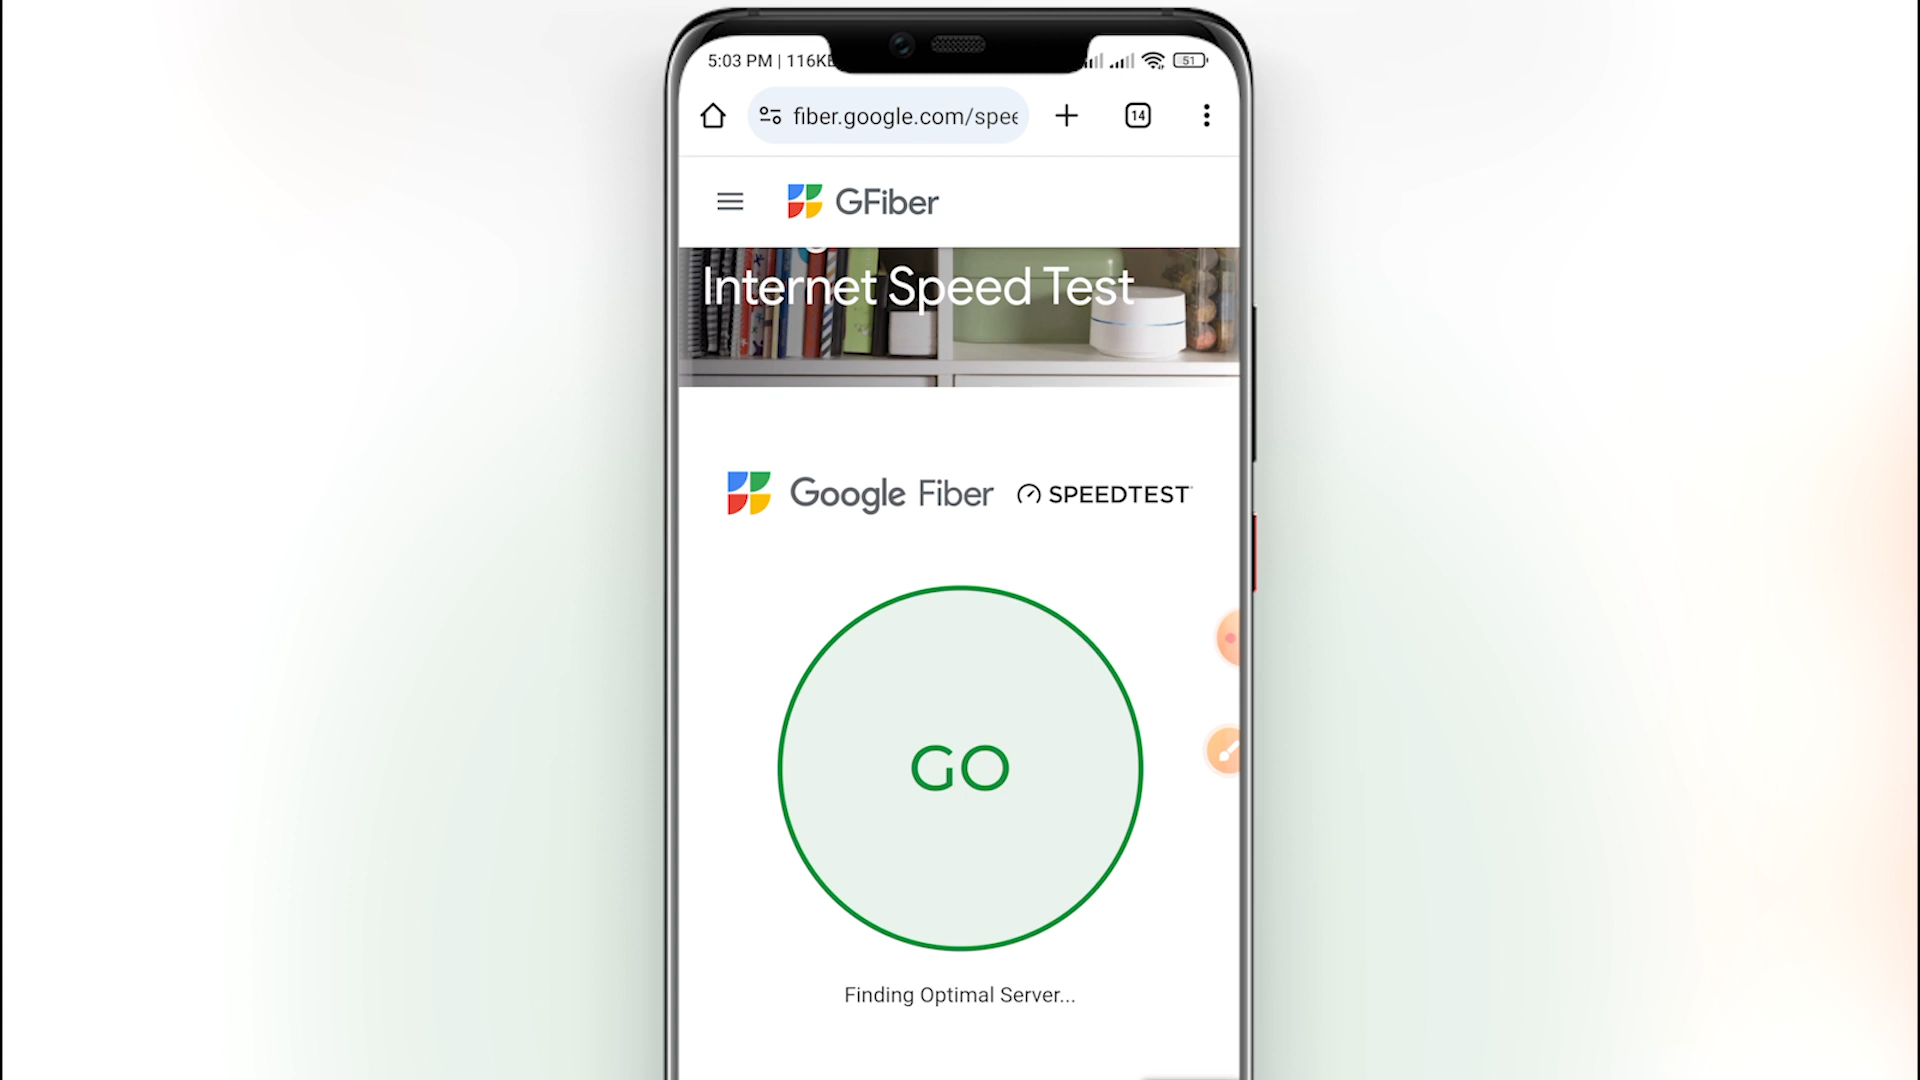 5:03 PM | 116KB
51
fiber.google.com/spee
14
GFiber
Internet Speed Test
Google Fiber SPEEDTEST
GO
Finding Optimal Server...